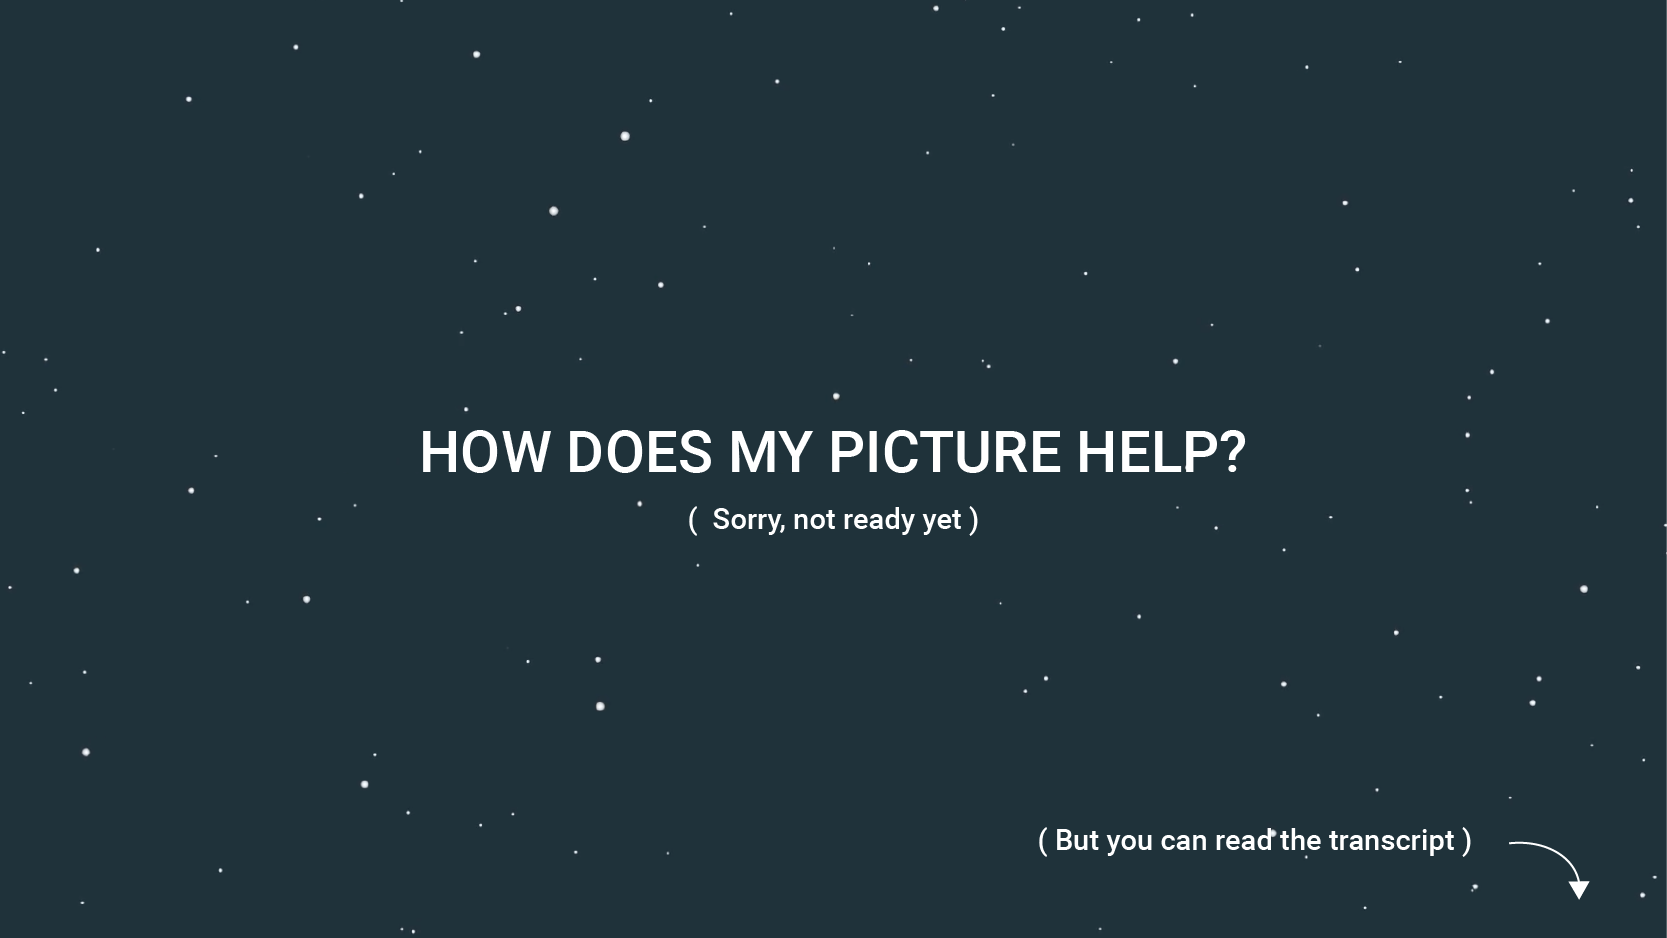 HOW DOES MY PICTURE HELP?
( Sorry, not ready yet )
( But you can read the transcript )